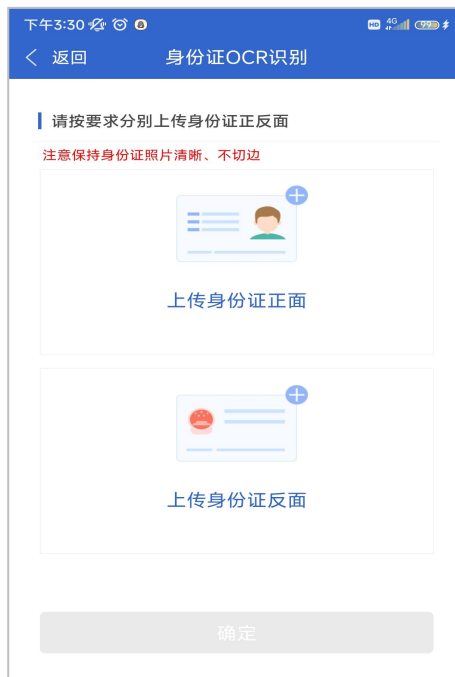 下午3:30
HD 4G 99
返回 身份证OCR识别
请按要求分别上传身份证正反面
注意保持身份证照片清晰、不切边
上传身份证正面
上传身份证反面
确定